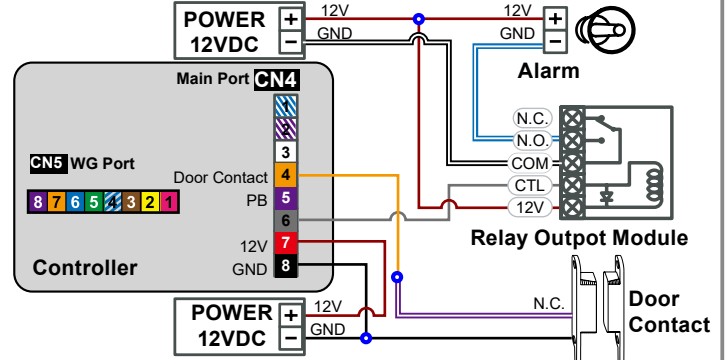 POWER + 12V 12V +
12VDC − GND GND −
Alarm
Main Port CN4
1
2
3
Door Contact 4
PB 5
6
12V 7
GND 8
CN5 WG Port
8 7 6 5 4 3 2 1
Controller
N.C.
N.O.
COM
CTL
12V
Relay Outpot Module
POWER + 12V
12VDC − GND
N.C.
Door
Contact